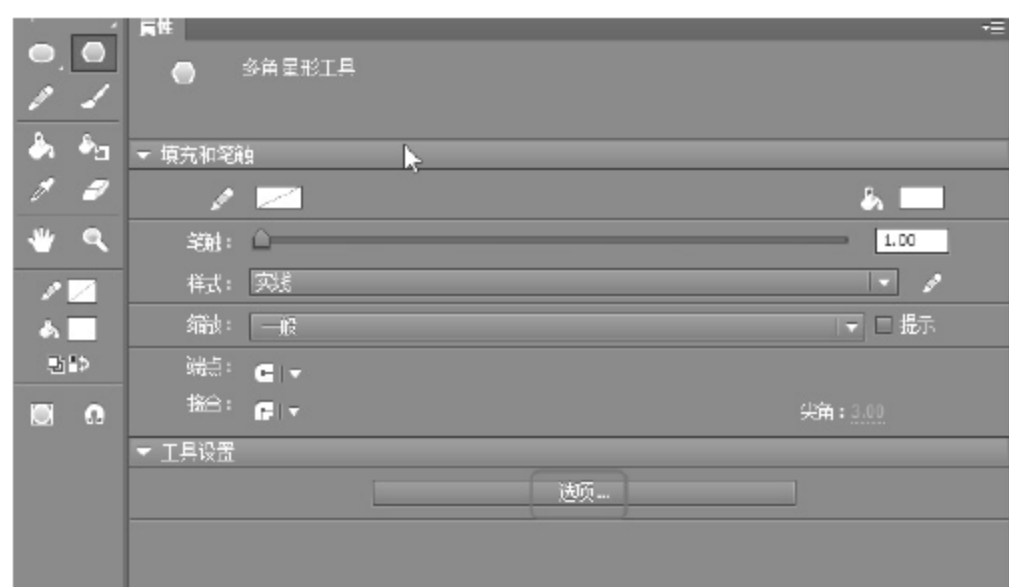 属性
多角星形工具
填充和笔触
笔触: 1.00
样式: 实线
缩放: 一般 提示
端点:
接合: 尖角: 3.00
工具设置
选项...